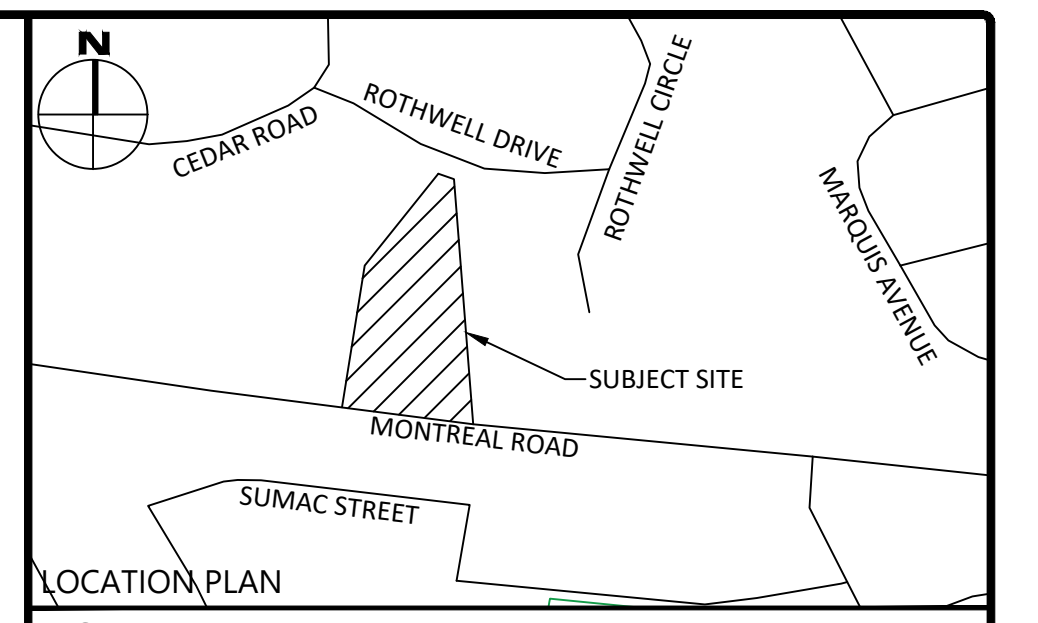 N
CEDAR ROAD
ROTHWELL DRIVE
ROTHWELL CIRCLE
MARQUIS AVENUE
SUBJECT SITE
MONTREAL ROAD
SUMAC STREET
LOCATION PLAN